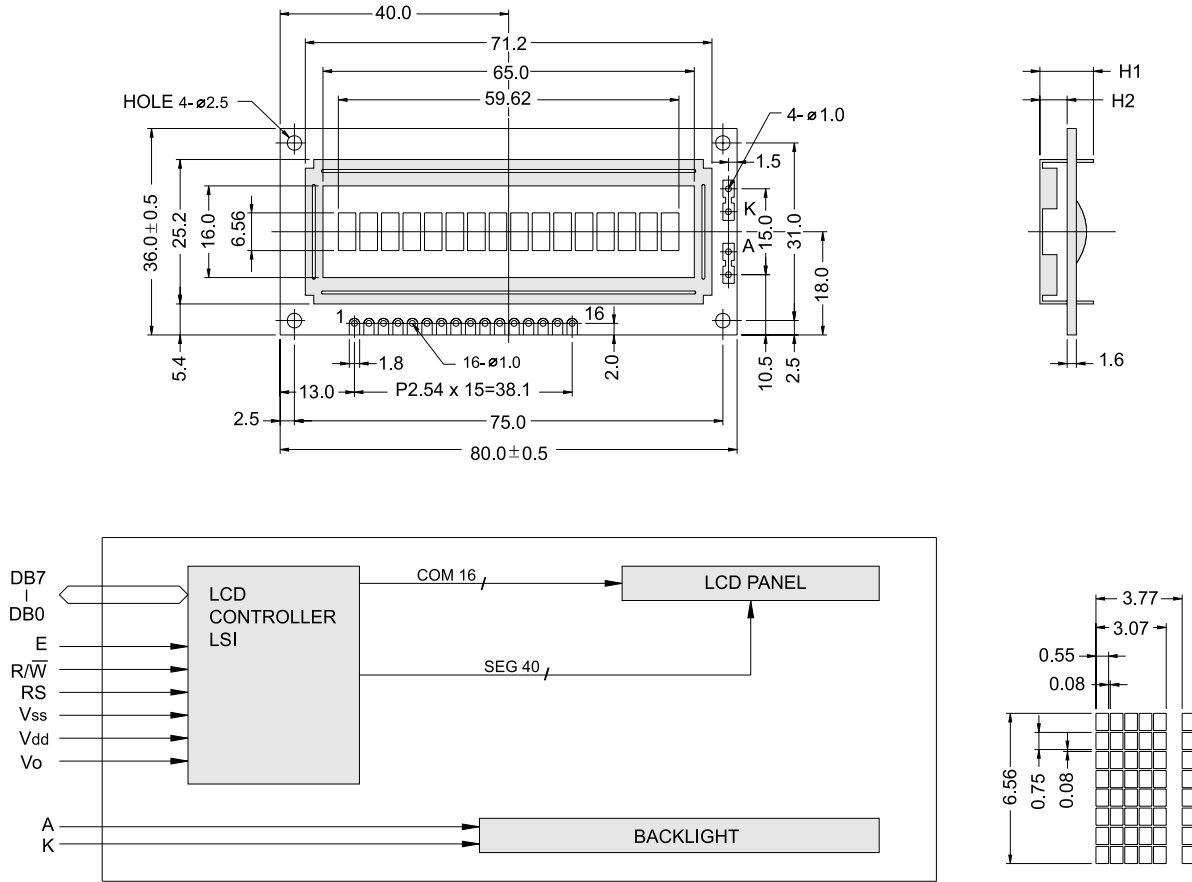 40.0
71.2
65.0
59.62
HOLE 4-ø2.5
4-ø1.0
1.5
H1
H2
36.0±0.5
25.2
16.0
6.56
K
A
15.0
31.0
18.0
1
16
5.4
1.8
16-ø1.0
2.0
10.5
2.5
1.6
13.0
P2.54 x 15=38.1
2.5
75.0
80.0±0.5
DB7
DB0
E
R/W̅
RS
Vss
Vdd
Vo
A
K
LCD
CONTROLLER
LSI
COM 16
SEG 40
LCD PANEL
BACKLIGHT
3.77
3.07
0.55
0.08
6.56
0.75
0.08